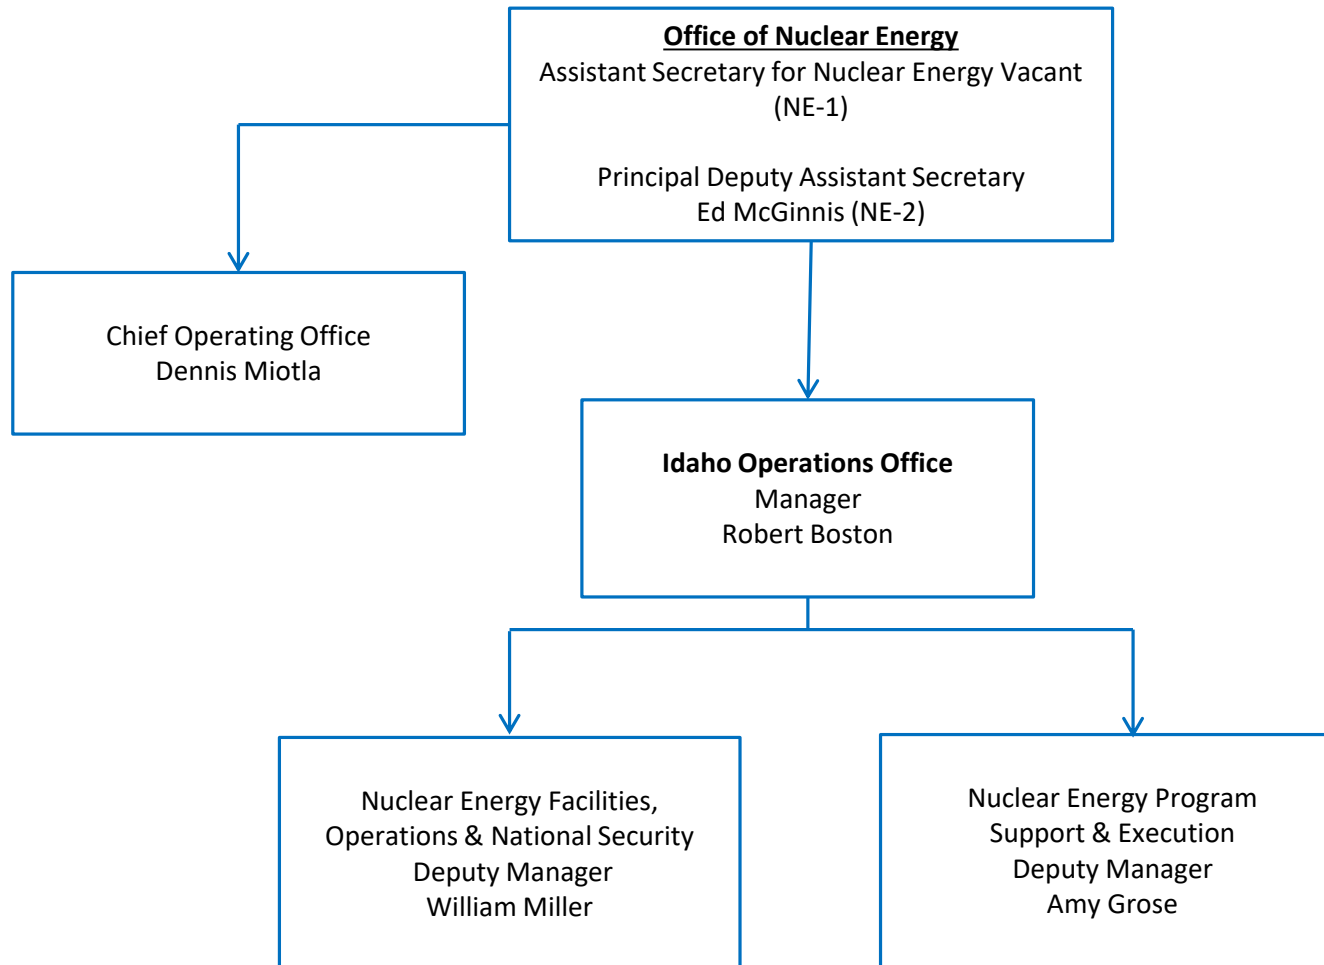 Office of Nuclear Energy
Assistant Secretary for Nuclear Energy Vacant
(NE-1)
Principal Deputy Assistant Secretary
Ed McGinnis (NE-2)
Chief Operating Office
Dennis Miotla
Idaho Operations Office
Manager
Robert Boston
Nuclear Energy Facilities,
Operations & National Security
Deputy Manager
William Miller
Nuclear Energy Program
Support & Execution
Deputy Manager
Amy Grose